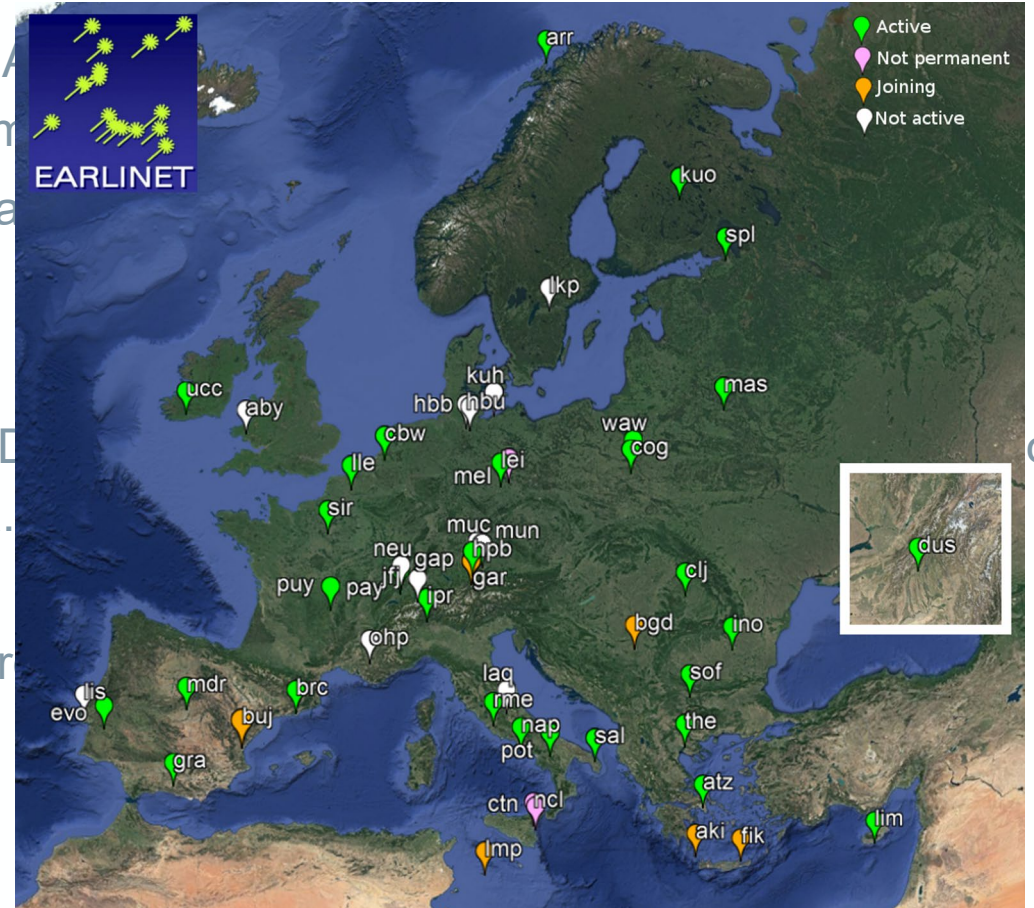 EARLINET
Active
Not permanent
Joining
Not active
arr
kuo
spl
lkp
ucc
aby
kuh
hbb
hbu
mas
cbw
waw
cog
lle
mel
lei
sir
muc
mun
hpb
neu
gap
dus
puy
pay
jfj
gar
ipr
clj
ohp
bgd
ino
lis
mdr
brc
laq
rme
sof
evo
buj
nap
pot
sal
the
gra
ctn
ncl
atz
lmp
aki
fik
lim